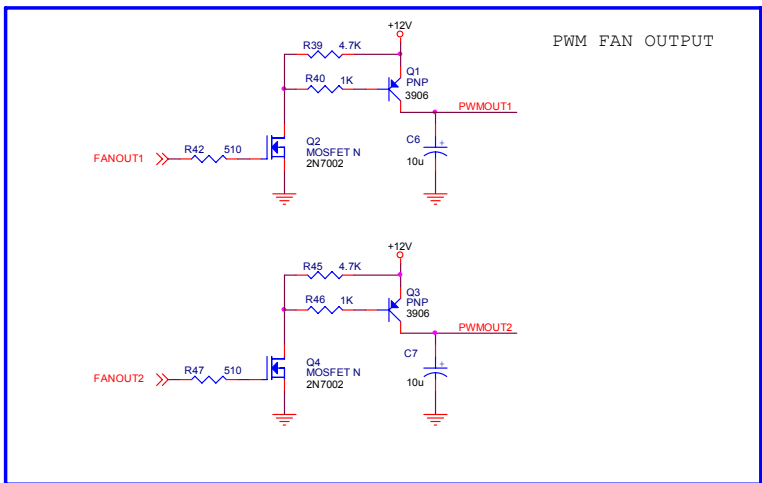 PWM FAN OUTPUT
+12V
R39 4.7K
R40 1K
Q1
PNP
3906
PWMOUT1
C6
+
10u
FANOUT1
R42 510
Q2
MOSFET N
2N7002
+12V
R45 4.7K
R46 1K
Q3
PNP
3906
PWMOUT2
C7
+
10u
FANOUT2
R47 510
Q4
MOSFET N
2N7002